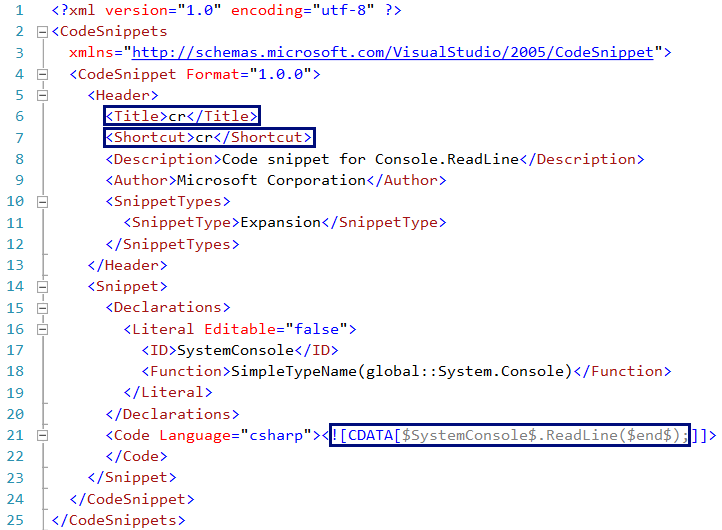 1 <?xml version="1.0" encoding="utf-8" ?>
2 <CodeSnippets
3 xmlns="http://schemas.microsoft.com/VisualStudio/2005/CodeSnippet">
4 <CodeSnippet Format="1.0.0">
5 <Header>
6 <Title>cr</Title>
7 <Shortcut>cr</Shortcut>
8 <Description>Code snippet for Console.ReadLine</Description>
9 <Author>Microsoft Corporation</Author>
10 <SnippetTypes>
11 <SnippetType>Expansion</SnippetType>
12 </SnippetTypes>
13 </Header>
14 <Snippet>
15 <Declarations>
16 <Literal Editable="false">
17 <ID>SystemConsole</ID>
18 <Function>SimpleTypeName(global::System.Console)</Function>
19 </Literal>
20 </Declarations>
21 <Code Language="csharp"><![CDATA[$SystemConsole$.ReadLine($end$);]]>
22 </Code>
23 </Snippet>
24 </CodeSnippet>
25 </CodeSnippets>